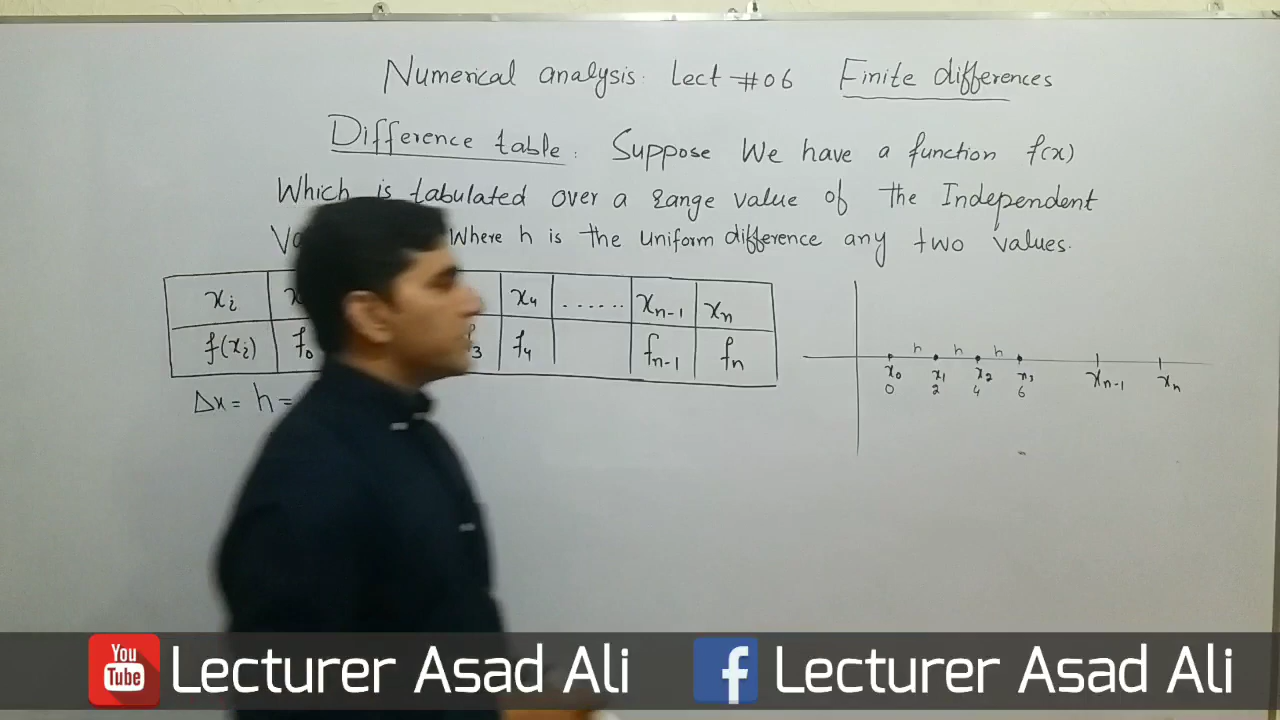 Numerical analysis: Lect #06 Finite differences
Difference table: Suppose We have a function f(x)
Which is tabulated over a range value of the Independent
Where h is the uniform difference any two values.
xᵢ x₄ ...... xₙ₋₁ xₙ
f(xᵢ) f₀ f₃ f₄ fₙ₋₁ fₙ
Δx = h =
h h h
x₀ x₁ x₂ x₃ xₙ₋₁ xₙ
0 2 4 6
You Tube Lecturer Asad Ali f Lecturer Asad Ali